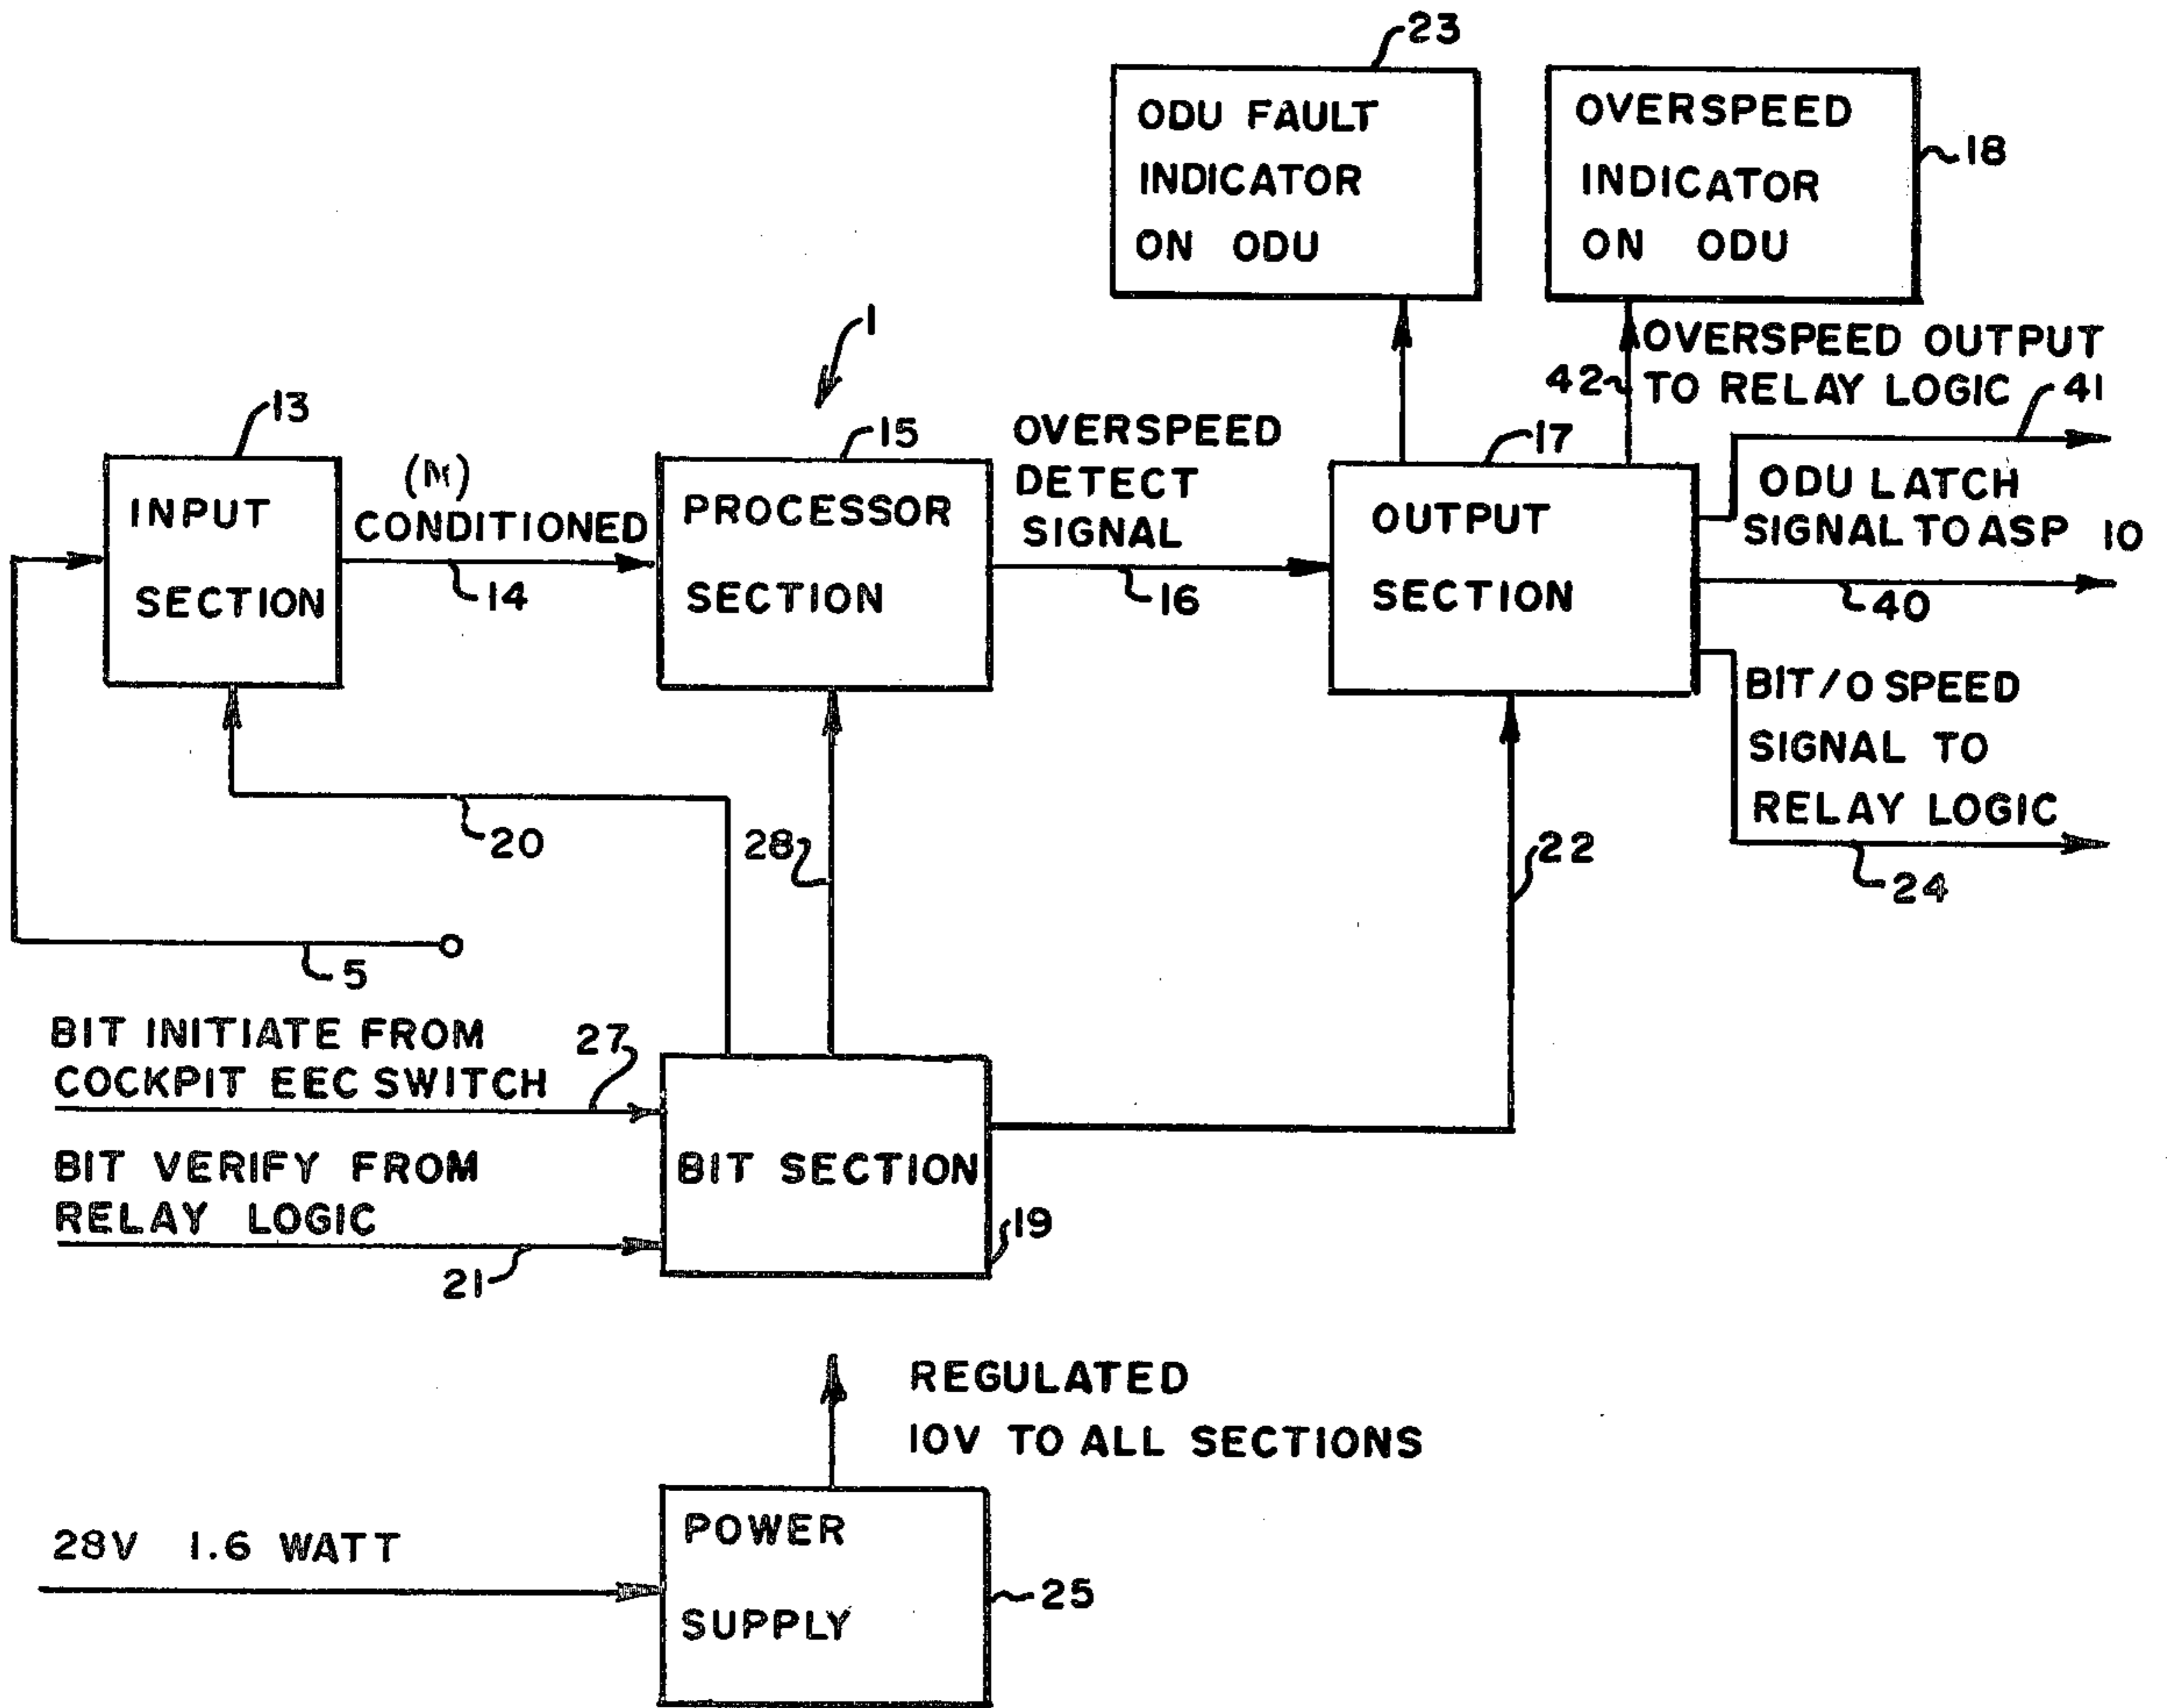 23
ODU FAULT
INDICATOR
ON ODU
OVERSPEED
INDICATOR
ON ODU
18
1
OVERSPEED OUTPUT
TO RELAY LOGIC
42
41
13
INPUT
SECTION
(M)
CONDITIONED
14
15
PROCESSOR
SECTION
OVERSPEED
DETECT
SIGNAL
16
17
OUTPUT
SECTION
ODU LATCH
SIGNAL TO ASP 10
40
BIT/O SPEED
SIGNAL TO
RELAY LOGIC
24
20
28
22
5
BIT INITIATE FROM
COCKPIT EEC SWITCH
27
BIT VERIFY FROM
RELAY LOGIC
21
BIT SECTION
19
REGULATED
10V TO ALL SECTIONS
28V 1.6 WATT
POWER
SUPPLY
25